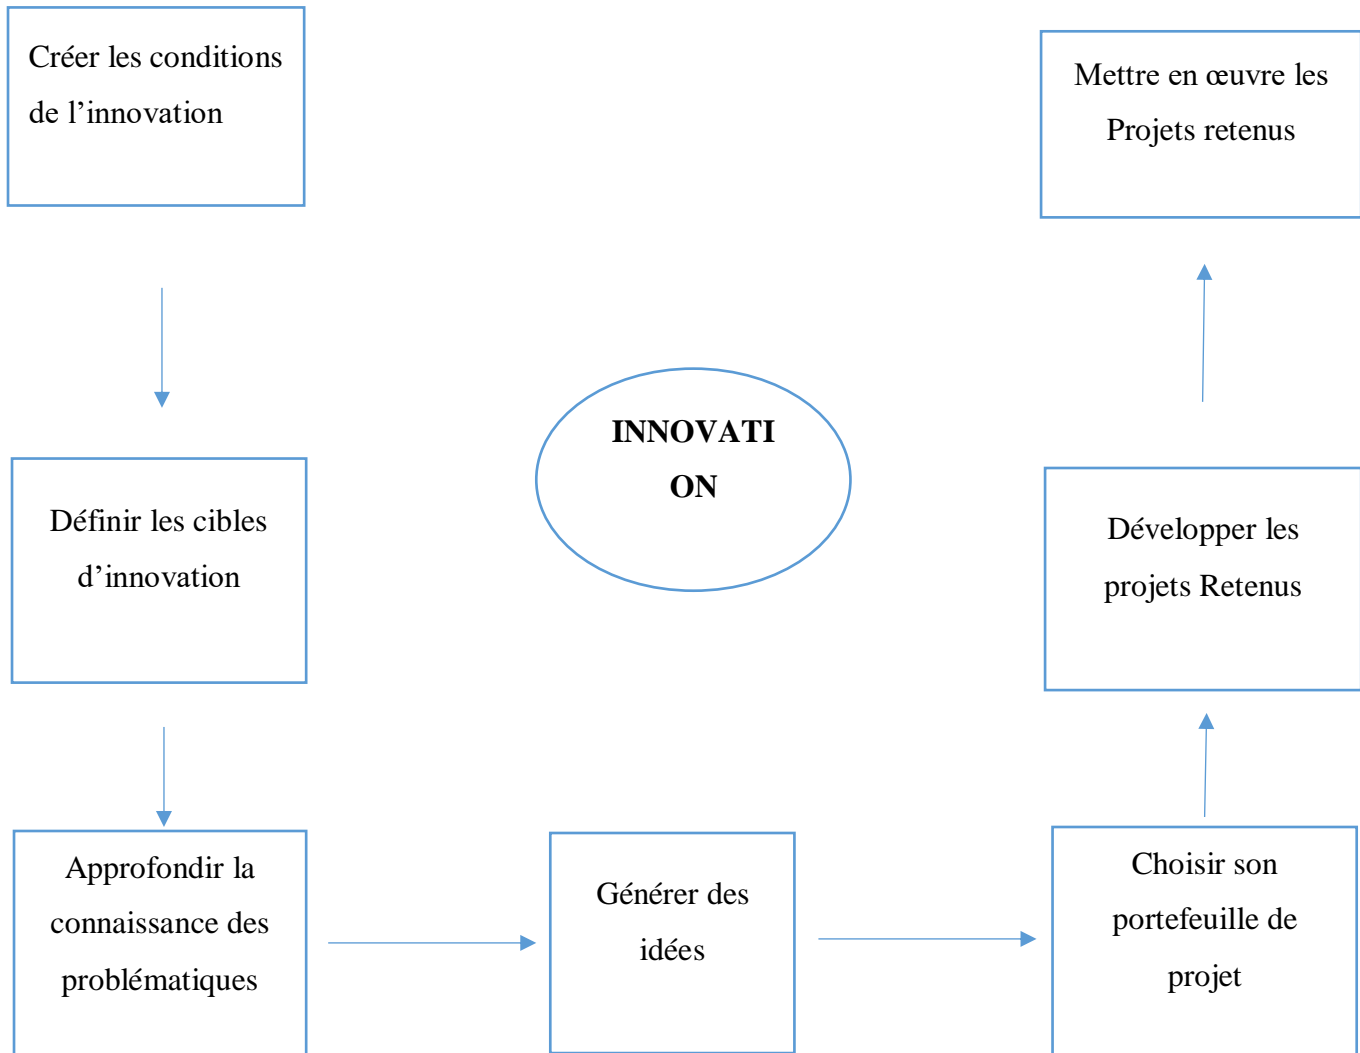 Créer les conditions
de l’innovation
Mettre en œuvre les
Projets retenus
INNOVATI
ON
Définir les cibles
d’innovation
Développer les
projets Retenus
Approfondir la
connaissance des
problématiques
Générer des
idées
Choisir son
portefeuille de
projet